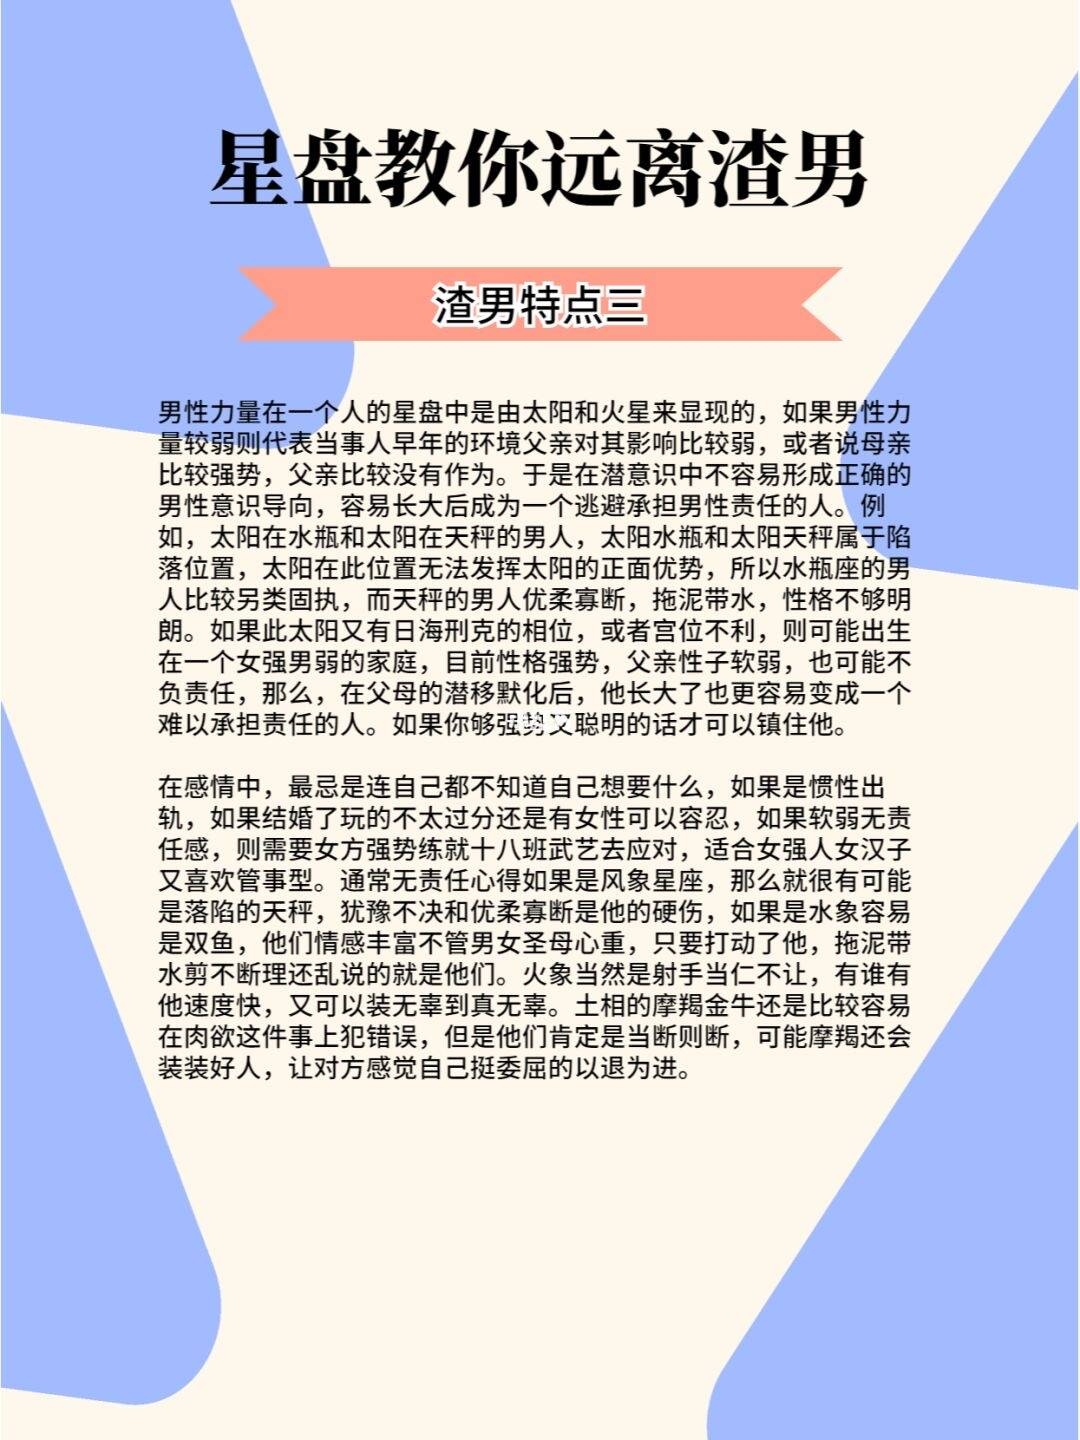 星盘教你远离渣男
渣男特点三
男性力量在一个人的星盘中是由太阳和火星来显现的，如果男性力
量较弱则代表当事人早年的环境父亲对其影响比较弱，或者说母亲
比较强势，父亲比较没有作为。于是在潜意识中不容易形成正确的
男性意识导向，容易长大后成为一个逃避承担男性责任的人。例
如，太阳在水瓶和太阳在天秤的男人，太阳水瓶和太阳天秤属于陷
落位置，太阳在此位置无法发挥太阳的正面优势，所以水瓶座的男
人比较另类固执，而天秤的男人优柔寡断，拖泥带水，性格不够明
朗。如果此太阳又有日海刑克的相位，或者宫位不利，则可能出生
在一个女强男弱的家庭，目前性格强势，父亲性子软弱，也可能不
负责任，那么，在父母的潜移默化后，他长大了也更容易变成一个
难以承担责任的人。如果你够强势又聪明的话才可以镇住他。
在感情中，最忌是连自己都不知道自己想要什么，如果是惯性出
轨，如果结婚了玩的不太过分还是有女性可以容忍，如果软弱无责
任感，则需要女方强势练就十八班武艺去应对，适合女强人女汉子
又喜欢管事型。通常无责任心得如果是风象星座，那么就很有可能
是落陷的天秤，犹豫不决和优柔寡断是他的硬伤，如果是水象容易
是双鱼，他们情感丰富不管男女圣母心重，只要打动了他，拖泥带
水剪不断理还乱说的就是他们。火象当然是射手当仁不让，有谁有
他速度快，又可以装无辜到真无辜。土相的摩羯金牛还是比较容易
在肉欲这件事上犯错误，但是他们肯定是当断则断，可能摩羯还会
装装好人，让对方感觉自己挺委屈的以退为进。